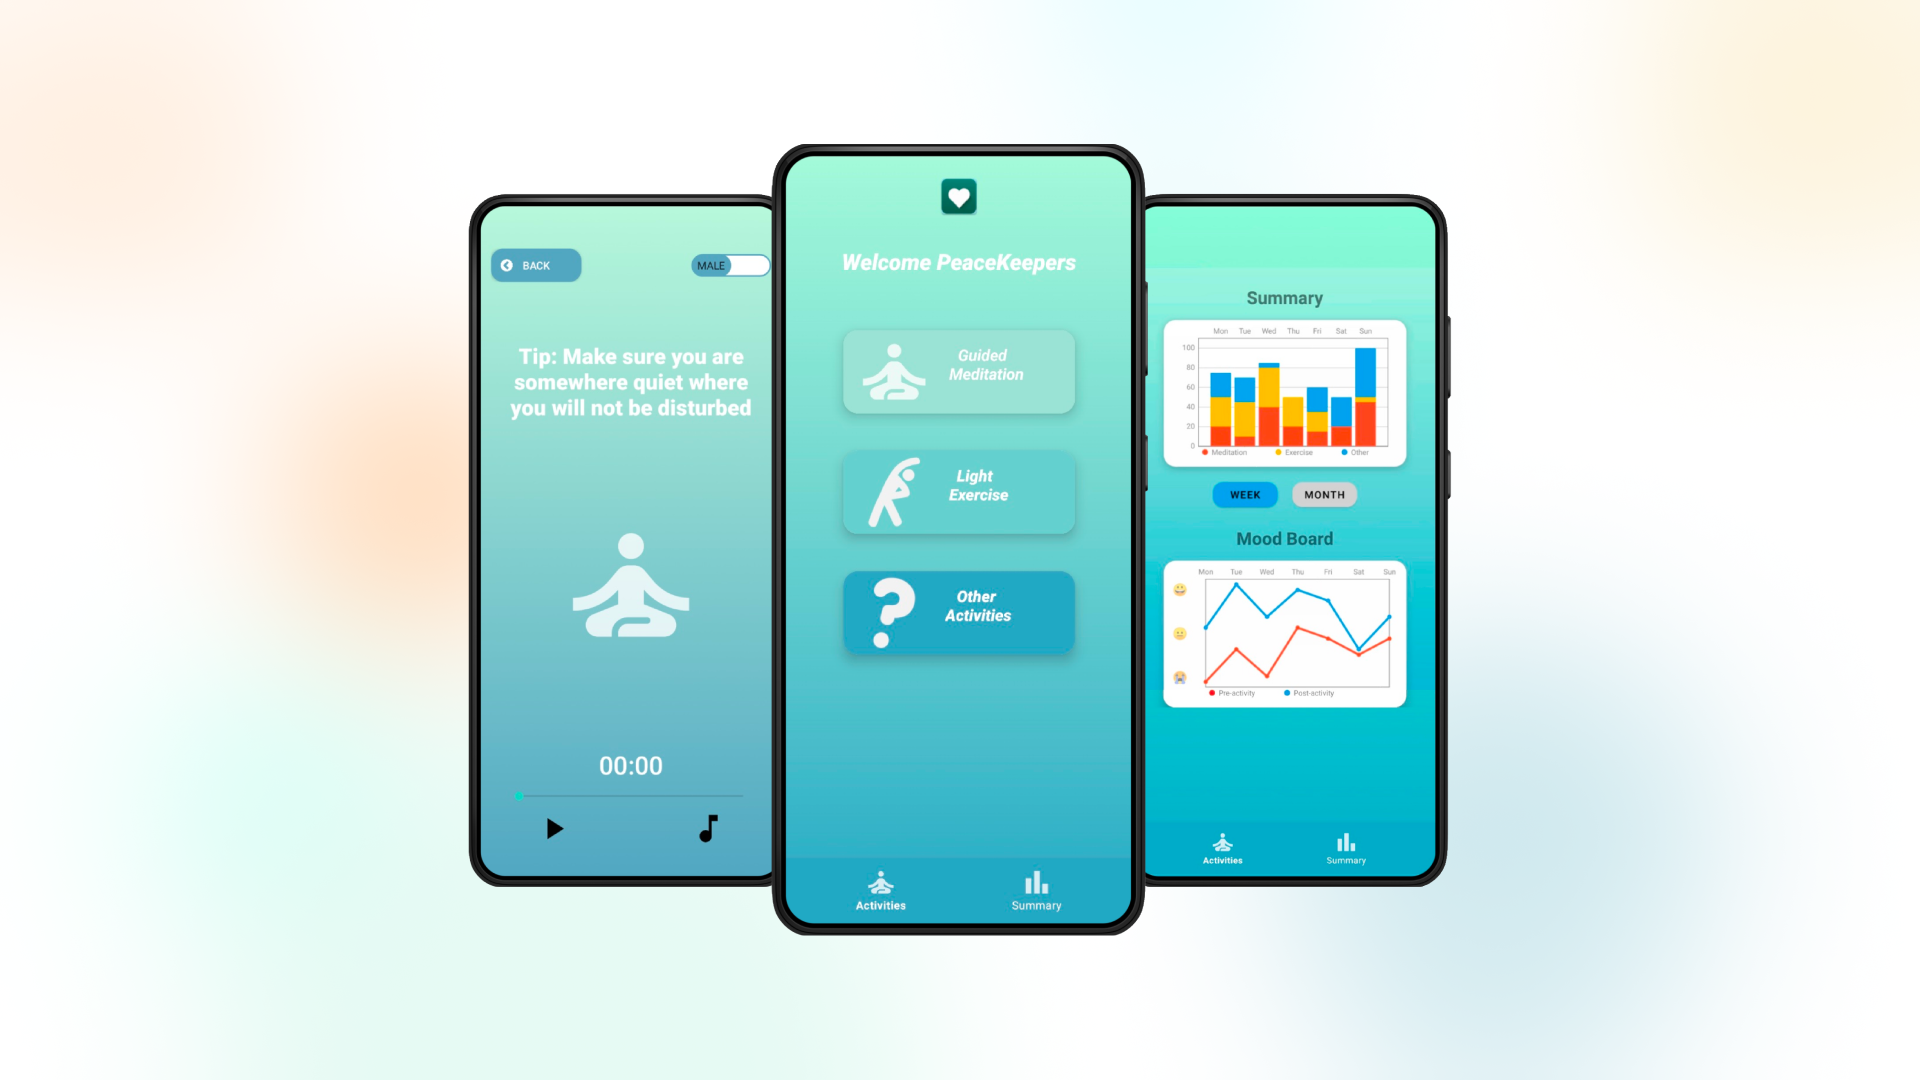 BACK
MALE
Tip: Make sure you are
somewhere quiet where
you will not be disturbed
00:00
Welcome PeaceKeepers
Guided
Meditation
Light
Exercise
?
Other
Activities
Activities
Summary
Summary
Mon Tue Wed Thu Fri Sat Sun
100
80
60
40
20
0
Meditation Exercise Other
WEEK MONTH
Mood Board
Mon Tue Wed Thu Fri Sat Sun
Pre-activity Post-activity
Activities
Summary